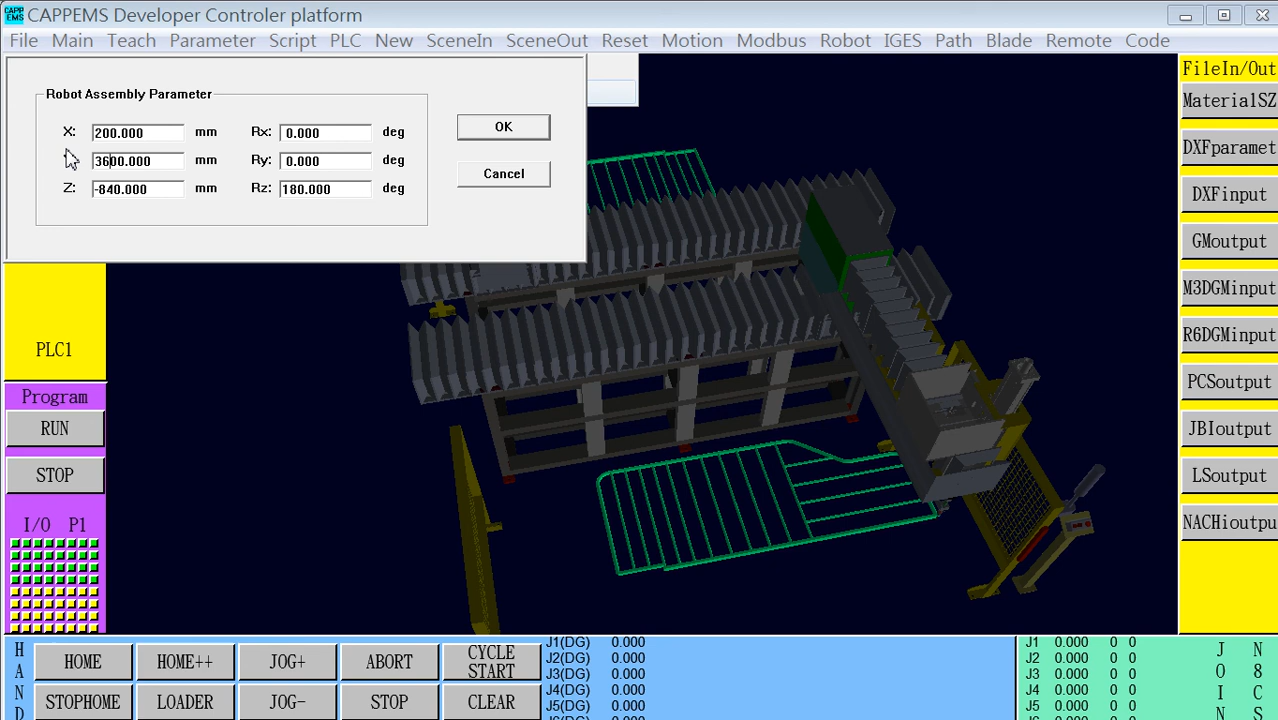 CAPP EMS CAPPEMS Developer Controler platform
File Main Teach Parameter Script PLC New SceneIn SceneOut Reset Motion Modbus Robot IGES Path Blade Remote Code
Robot Assembly Parameter
X: 200.000 mm Rx: 0.000 deg
3600.000 mm Ry: 0.000 deg
Z: -840.000 mm Rz: 180.000 deg
OK
Cancel
FileIn/Out
MaterialSZ
DXFparamet
DXFinput
GMoutput
M3DGMinput
R6DGMinput
PCSoutput
JBIoutput
LSoutput
NACHioutpu
PLC1
Program
RUN
STOP
I/O P1
HAND
HOME HOME++ JOG+ ABORT CYCLE START
STOPHOME LOADER JOG- STOP CLEAR
J1(DG) 0.000
J2(DG) 0.000
J3(DG) 0.000
J4(DG) 0.000
J5(DG) 0.000
J1 0.000 0 0
J2 0.000 0 0
J3 0.000 0 0
J4 0.000 0 0
J5 0.000 0 0
JOIN
N8CS